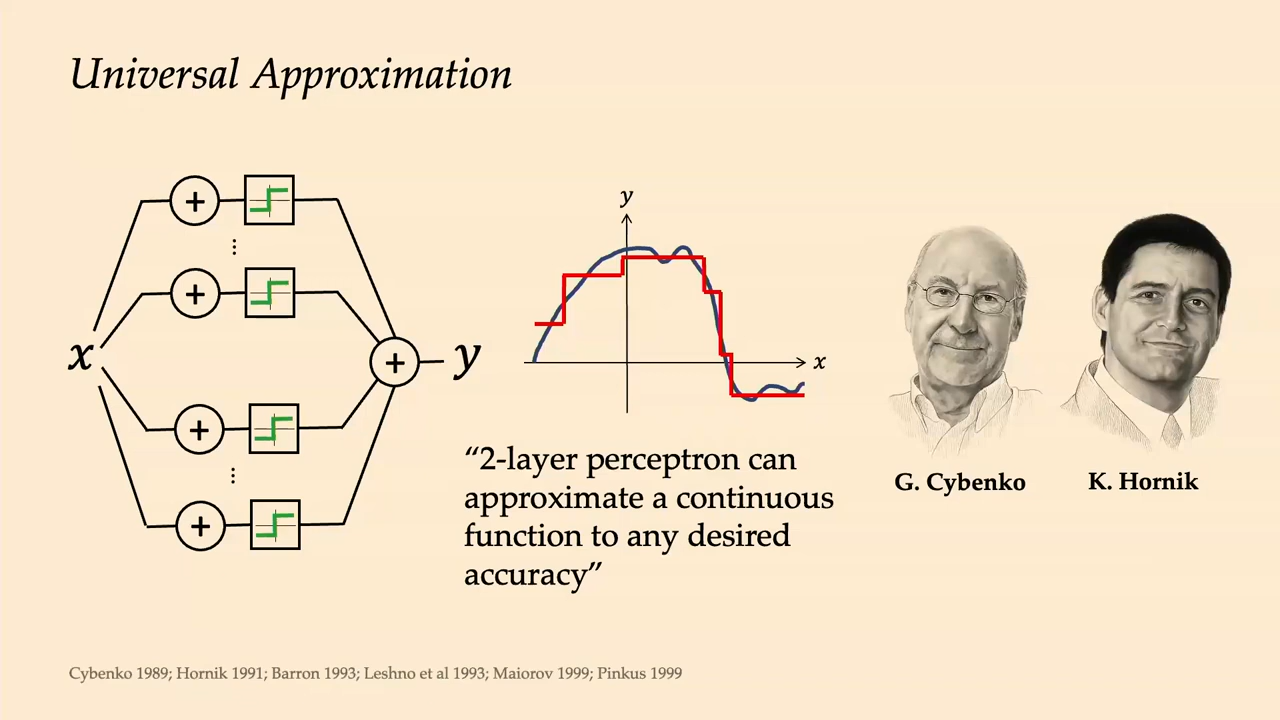 Universal Approximation
+
⋮
+
x
+
y
+
⋮
+
y
x
“2-layer perceptron can
approximate a continuous
function to any desired
accuracy”
G. Cybenko
K. Hornik
Cybenko 1989; Hornik 1991; Barron 1993; Leshno et al 1993; Maiorov 1999; Pinkus 1999